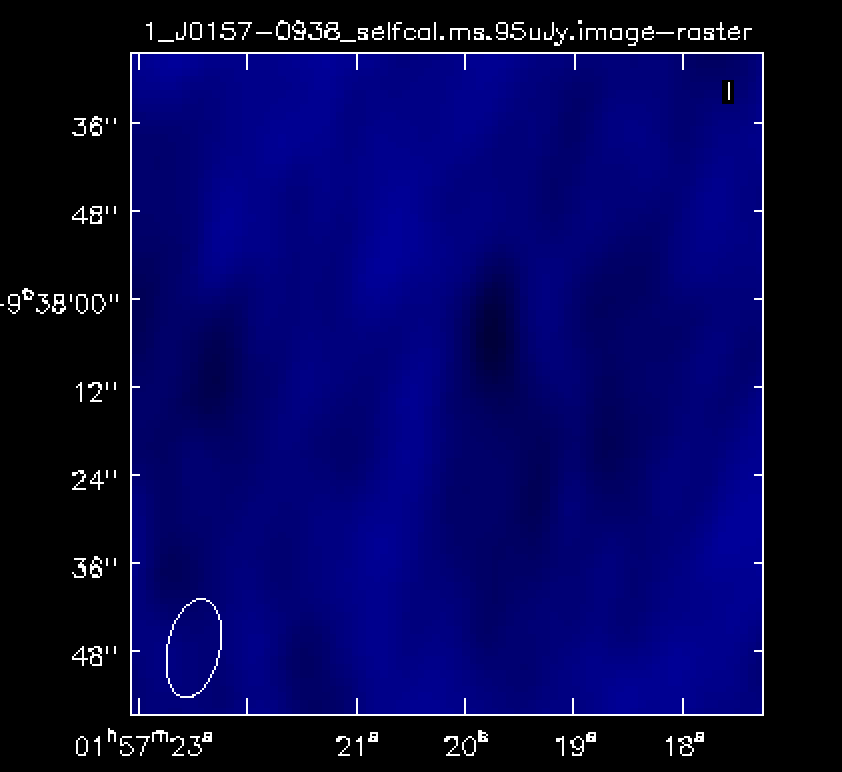 1_J0157-0938_selfcal.ms.95uJy.image-raster
I
36"
48"
-9°38'00"
12"
24"
36"
48"
01ʰ57ᵐ23ˢ 21ˢ 20ˢ 19ˢ 18ˢ